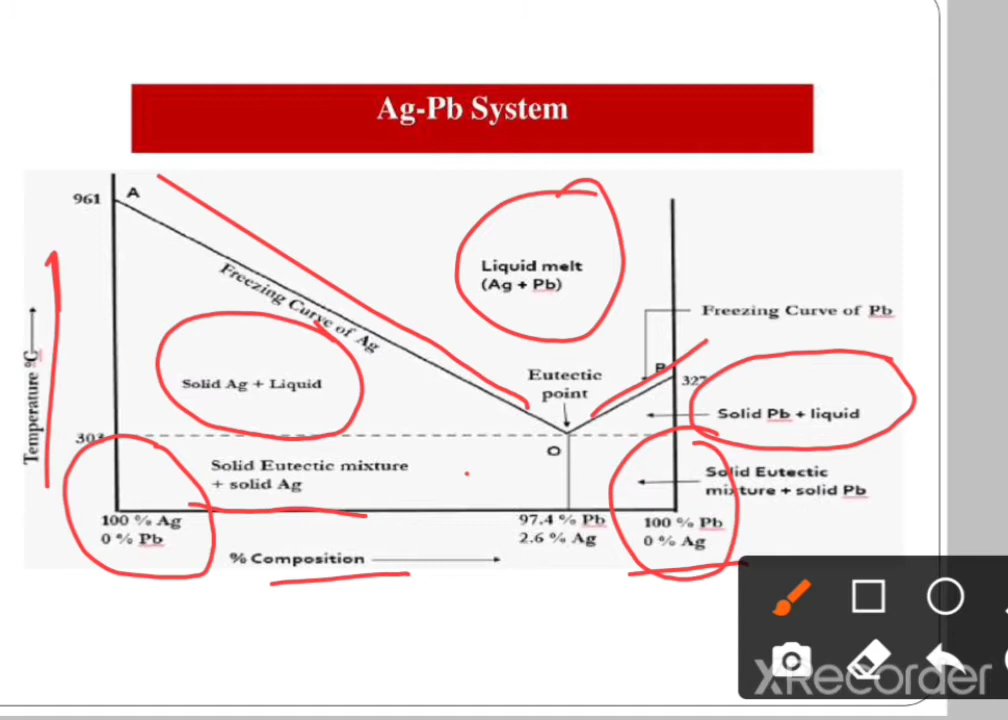 Ag-Pb System
961
A
Freezing Curve of Ag
Liquid melt
(Ag + Pb)
Freezing Curve of Pb
Solid Ag + Liquid
Eutectic
point
327
Solid Pb + liquid
Temperature °C
303
O
Solid Eutectic mixture
+ solid Ag
Solid Eutectic
mixture + solid Pb
100 % Ag
0 % Pb
97.4 % Pb
2.6 % Ag
100 % Pb
0 % Ag
% Composition
XRecorder